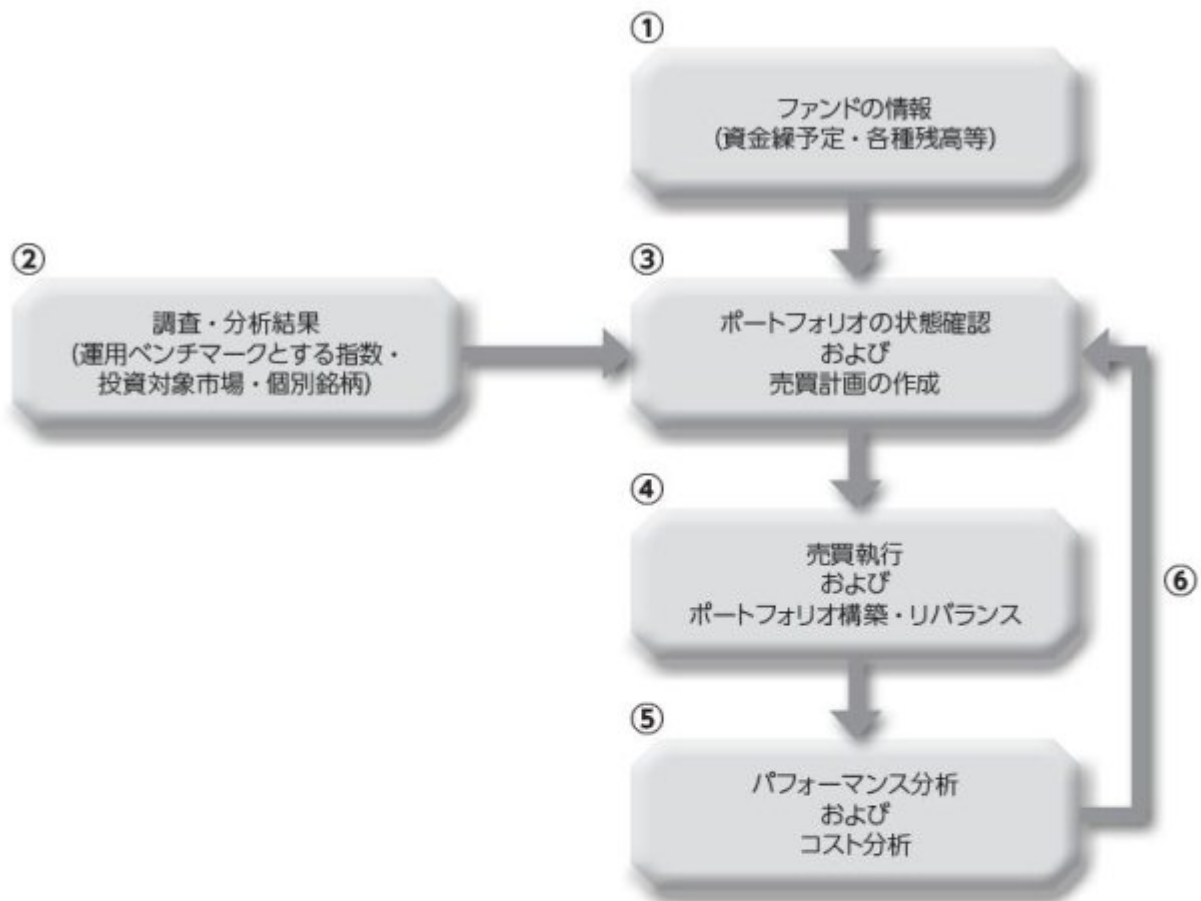 ①
ファンドの情報
(資金繰予定・各種残高等)
②
調査・分析結果
(運用ベンチマークとする指数・
投資対象市場・個別銘柄)
③
ポートフォリオの状態確認
および
売買計画の作成
④
売買執行
および
ポートフォリオ構築・リバランス
⑥
⑤
パフォーマンス分析
および
コスト分析